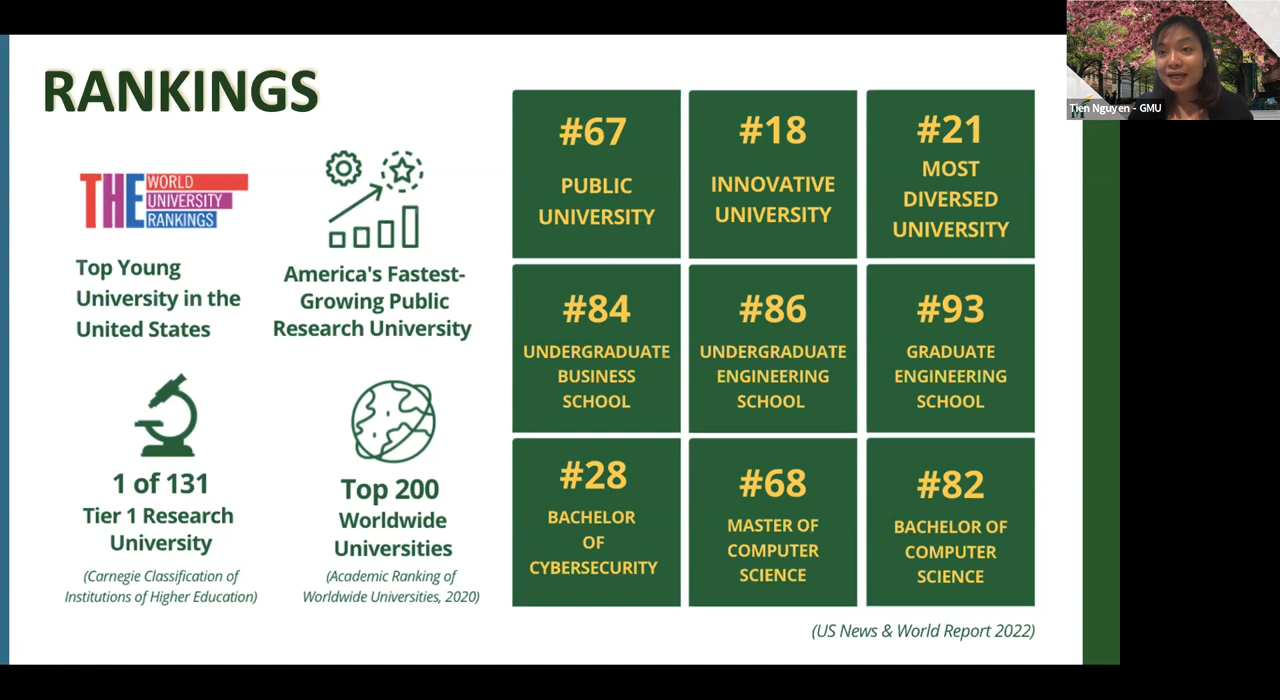 RANKINGS
THE
WORLD
UNIVERSITY
RANKINGS
Top Young
University in the
United States
America's Fastest-
Growing Public
Research University
1 of 131
Tier 1 Research
University
(Carnegie Classification of
Institutions of Higher Education)
Top 200
Worldwide
Universities
(Academic Ranking of
Worldwide Universities, 2020)
#67
PUBLIC
UNIVERSITY
#18
INNOVATIVE
UNIVERSITY
#21
MOST
DIVERSED
UNIVERSITY
#84
UNDERGRADUATE
BUSINESS
SCHOOL
#86
UNDERGRADUATE
ENGINEERING
SCHOOL
#93
GRADUATE
ENGINEERING
SCHOOL
#28
BACHELOR
OF
CYBERSECURITY
#68
MASTER OF
COMPUTER
SCIENCE
#82
BACHELOR OF
COMPUTER
SCIENCE
(US News & World Report 2022)
Tien Nguyen - GMU